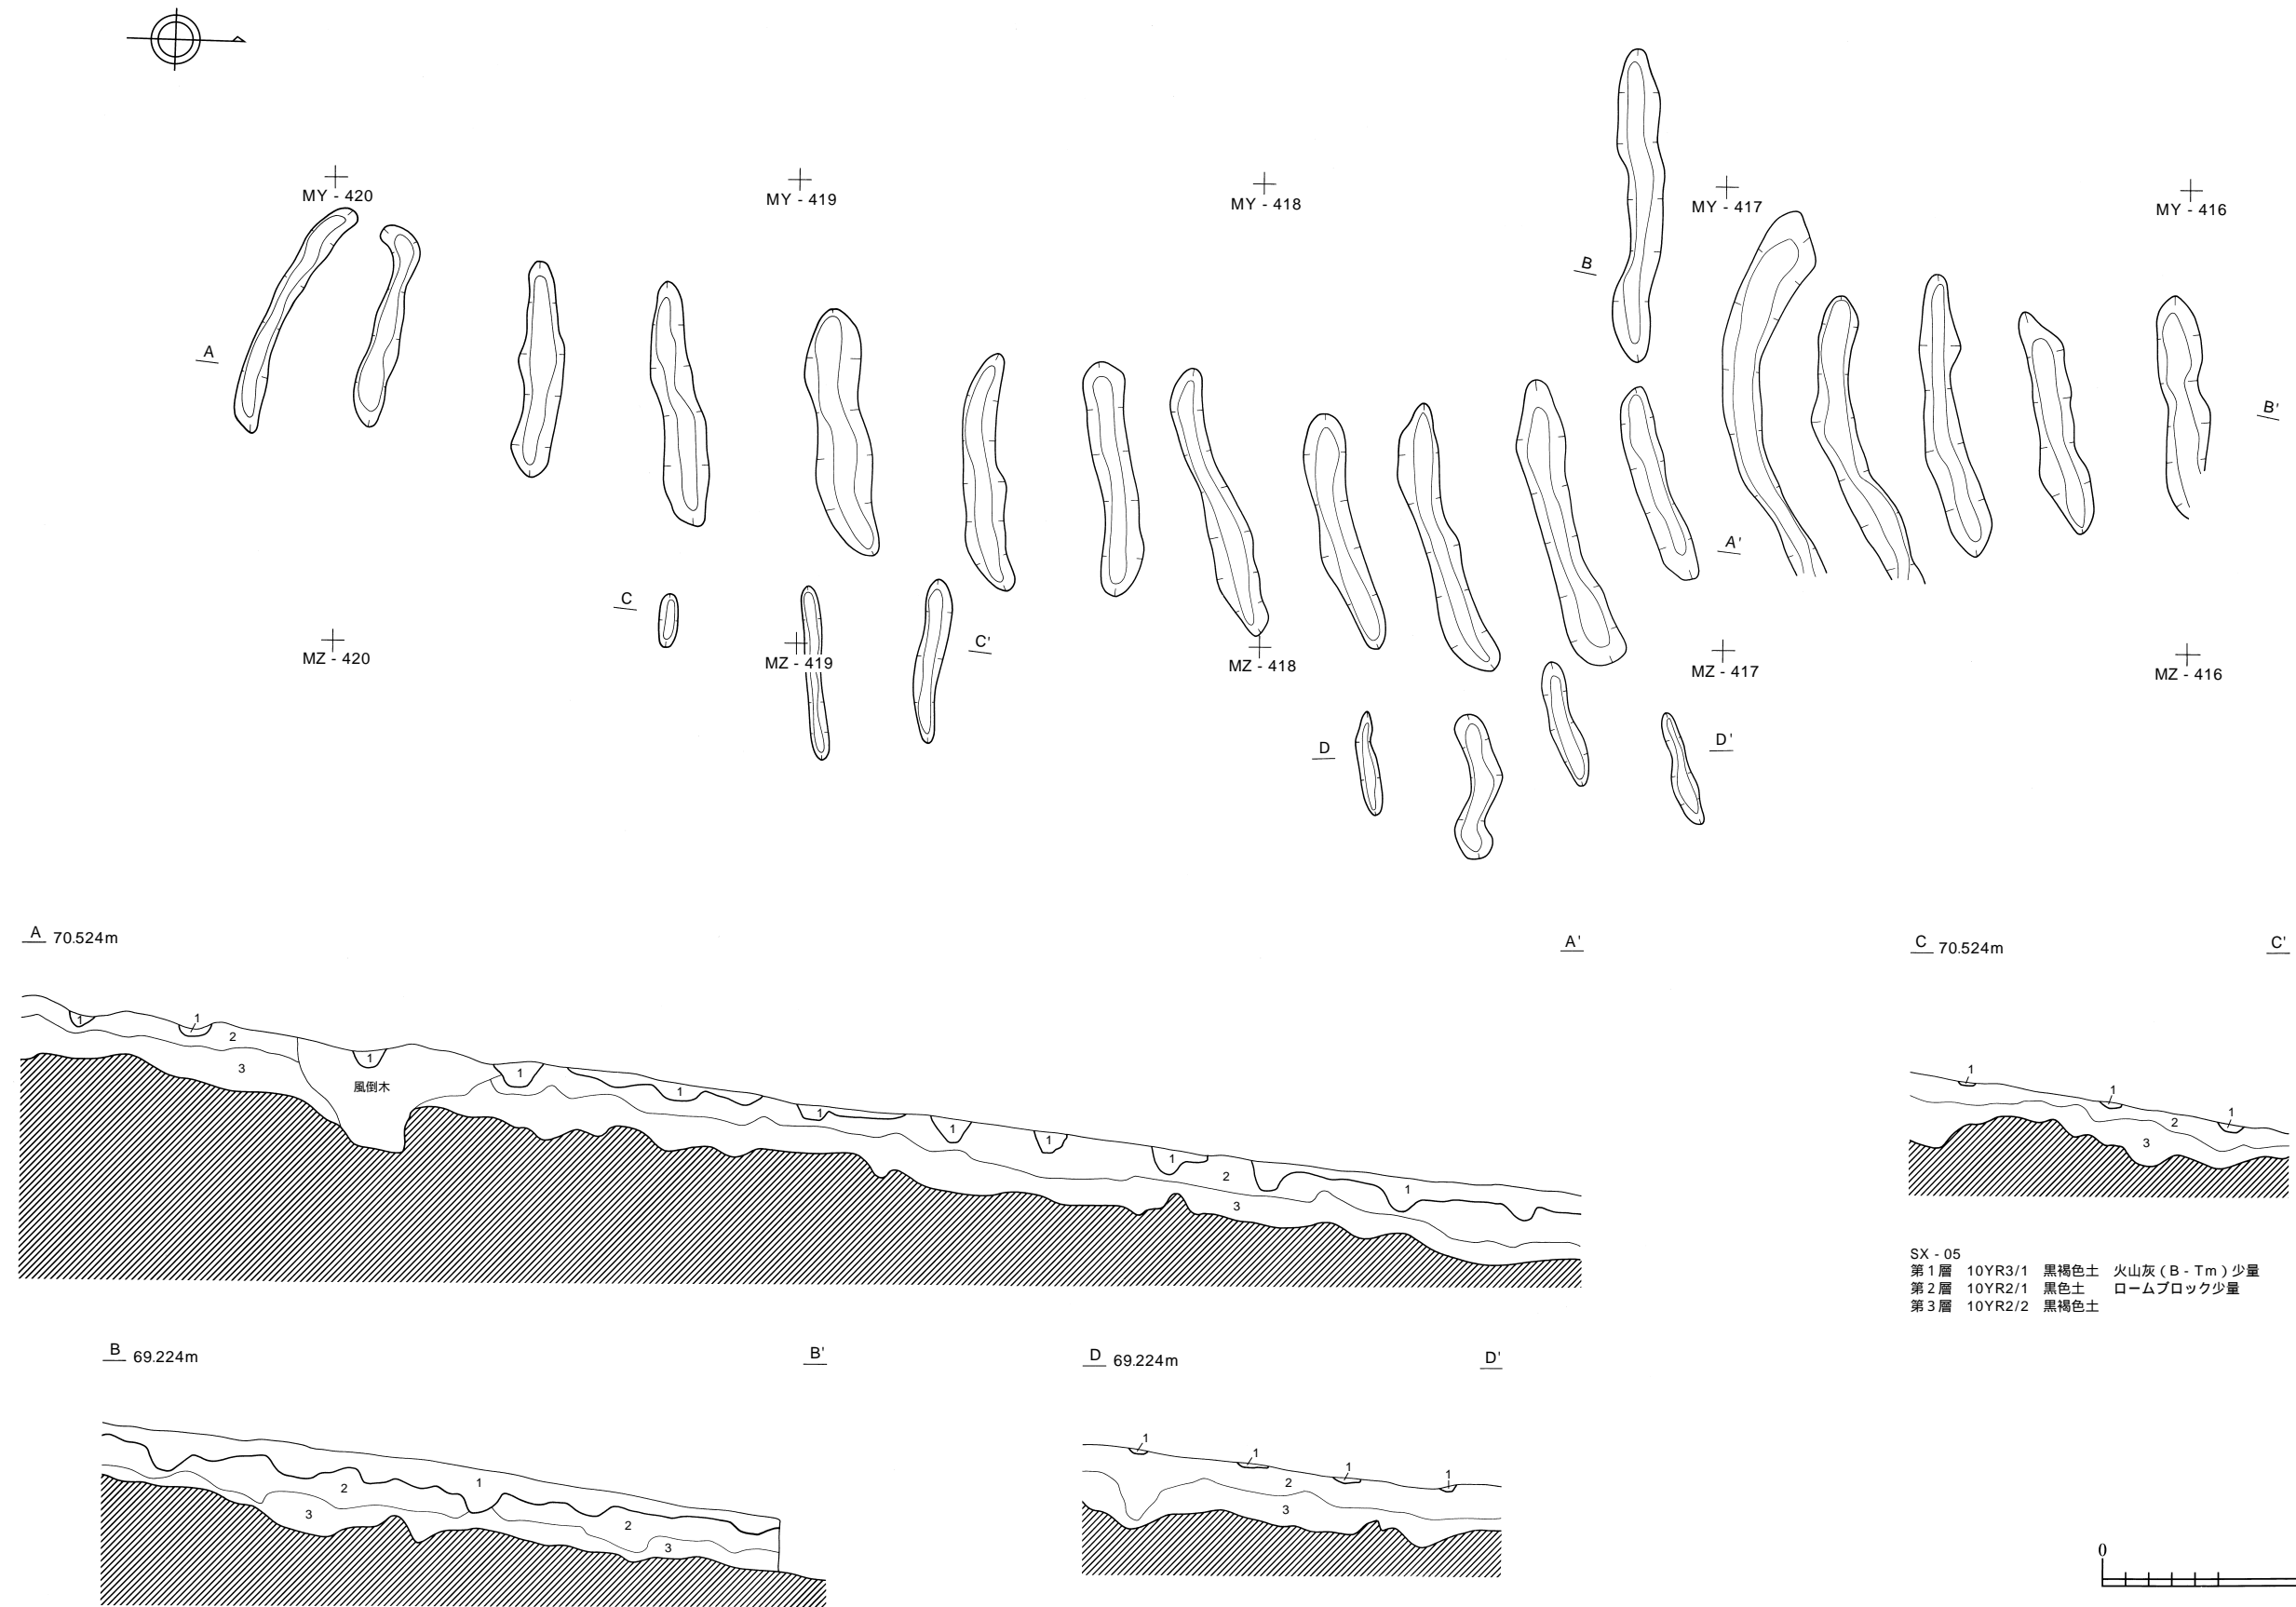 MY - 420
MY - 419
MY - 418
MY - 417
MY - 416
B
A
B'
A'
C
C'
MZ - 420
MZ - 419
MZ - 418
MZ - 417
MZ - 416
D
D'
A 70.524m
A'
C 70.524m
C'
1
1
2
3
1
風倒木
1
1
1
1
1
1
2
3
1
1
1
1
2
3
SX - 05
第1層 10YR3/1 黒褐色土 火山灰(B - Tm)少量
第2層 10YR2/1 黒色土 ロームブロック少量
第3層 10YR2/2 黒褐色土
B 69.224m
B'
D 69.224m
D'
1
2
3
2
3
1
1
1
1
2
3
0